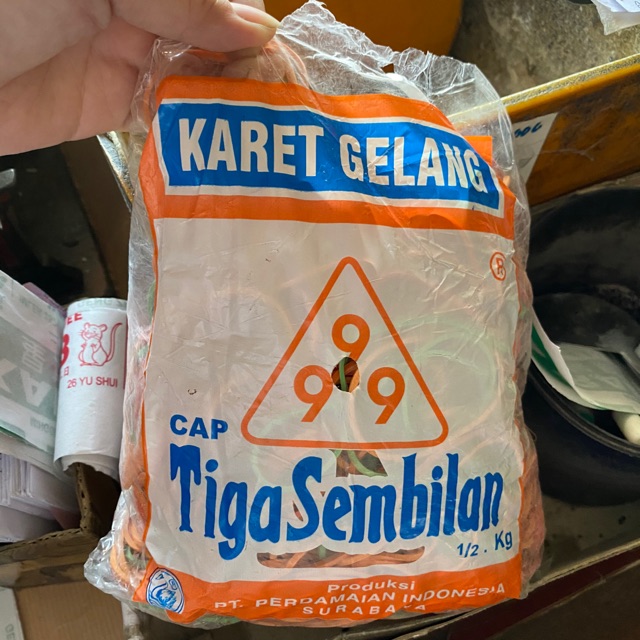 KARET GELANG
®
9
9 9
CAP
Tiga Sembilan
1/2 . Kg
Produksi
PT. PERDAMAIAN INDONESIA
SURABAYA
26 YU SHUI